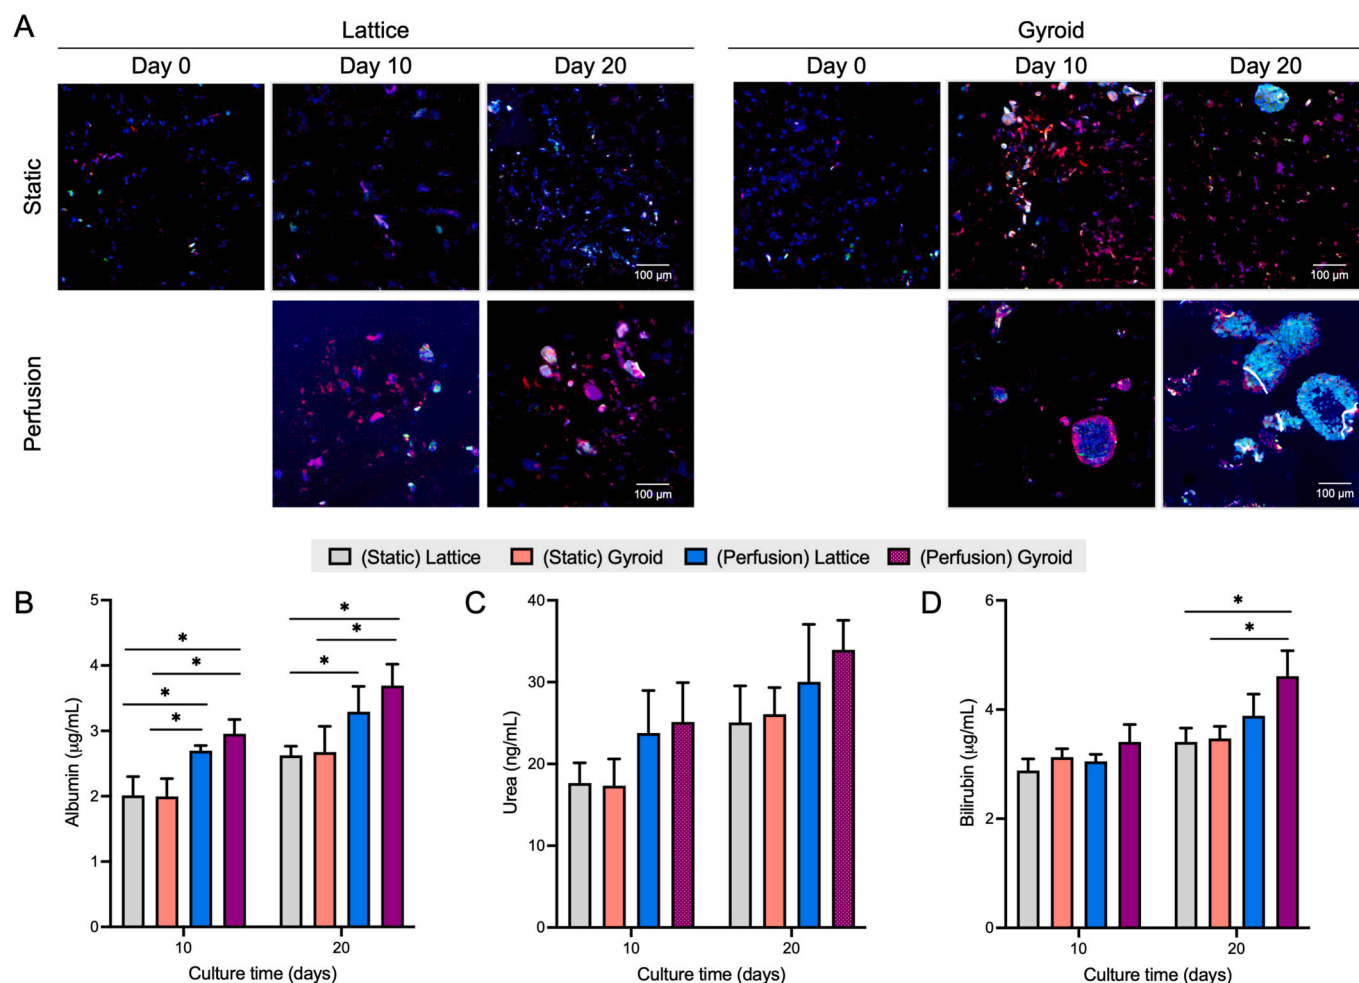 A
Lattice
Gyroid
Day 0
Day 10
Day 20
Day 0
Day 10
Day 20
Static
100 µm
100 µm
Perfusion
100 µm
100 µm
(Static) Lattice
(Static) Gyroid
(Perfusion) Lattice
(Perfusion) Gyroid
B
Albumin (µg/mL)
5
4
3
2
1
0
*
*
*
*
*
*
*
10
20
Culture time (days)
C
Urea (ng/mL)
40
30
20
10
0
10
20
Culture time (days)
D
Bilirubin (µg/mL)
6
4
2
0
*
*
10
20
Culture time (days)